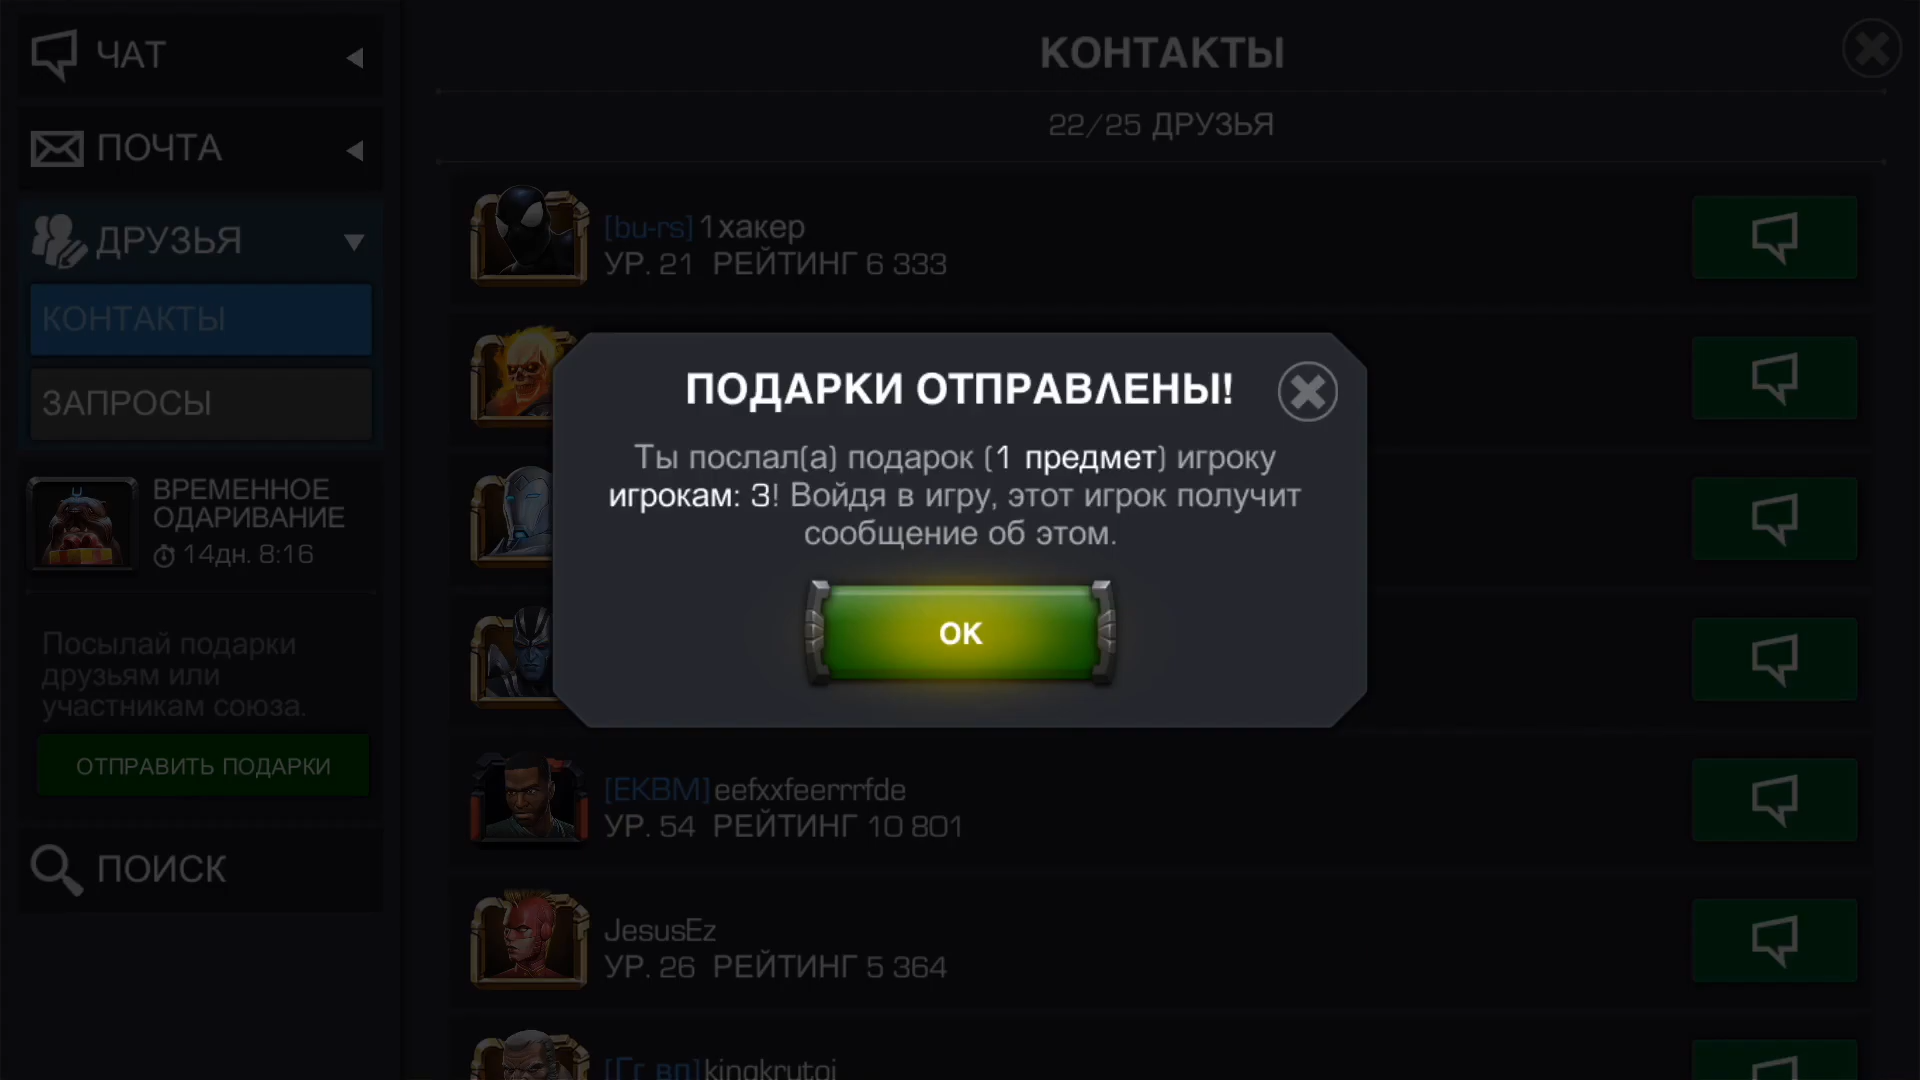 ЧАТ
ПОЧТА
ДРУЗЬЯ
КОНТАКТЫ
ЗАПРОСЫ
ВРЕМЕННОЕ
ОДАРИВАНИЕ
14дн. 8:16
Посылай подарки
друзьям или
участникам союза.
ОТПРАВИТЬ ПОДАРКИ
ПОИСК
КОНТАКТЫ
22/25 ДРУЗЬЯ
[bu-rs] 1хакер
УР. 21 РЕЙТИНГ 6 333
ПОДАРКИ ОТПРАВЛЕНЫ!
Ты послал(а) подарок (1 предмет) игроку
игрокам: 3! Войдя в игру, этот игрок получит
сообщение об этом.
ОК
[EKBM] eefxxfeerrrfde
УР. 54 РЕЙТИНГ 10 801
JesusEz
УР. 26 РЕЙТИНГ 5 364
[Гг вп] kingkrutoi